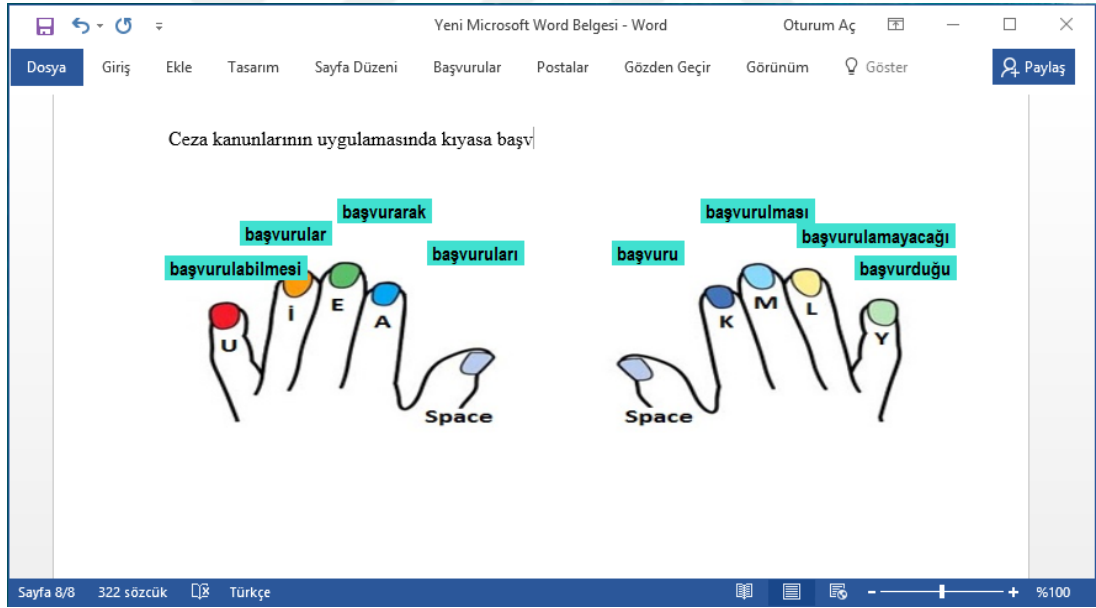 Yeni Microsoft Word Belgesi - Word Oturum Aç
Dosya Giriş Ekle Tasarım Sayfa Düzeni Başvurular Postalar Gözden Geçir Görünüm Göster Paylaş
Ceza kanunlarının uygulamasında kıyasa başv
başvurarak başvurulması
başvurular başvurulamayacağı
başvuruları başvuru
başvurulabilmesi başvurduğu
U İ E A K M L Y
Space Space
Sayfa 8/8 322 sözcük Türkçe %100